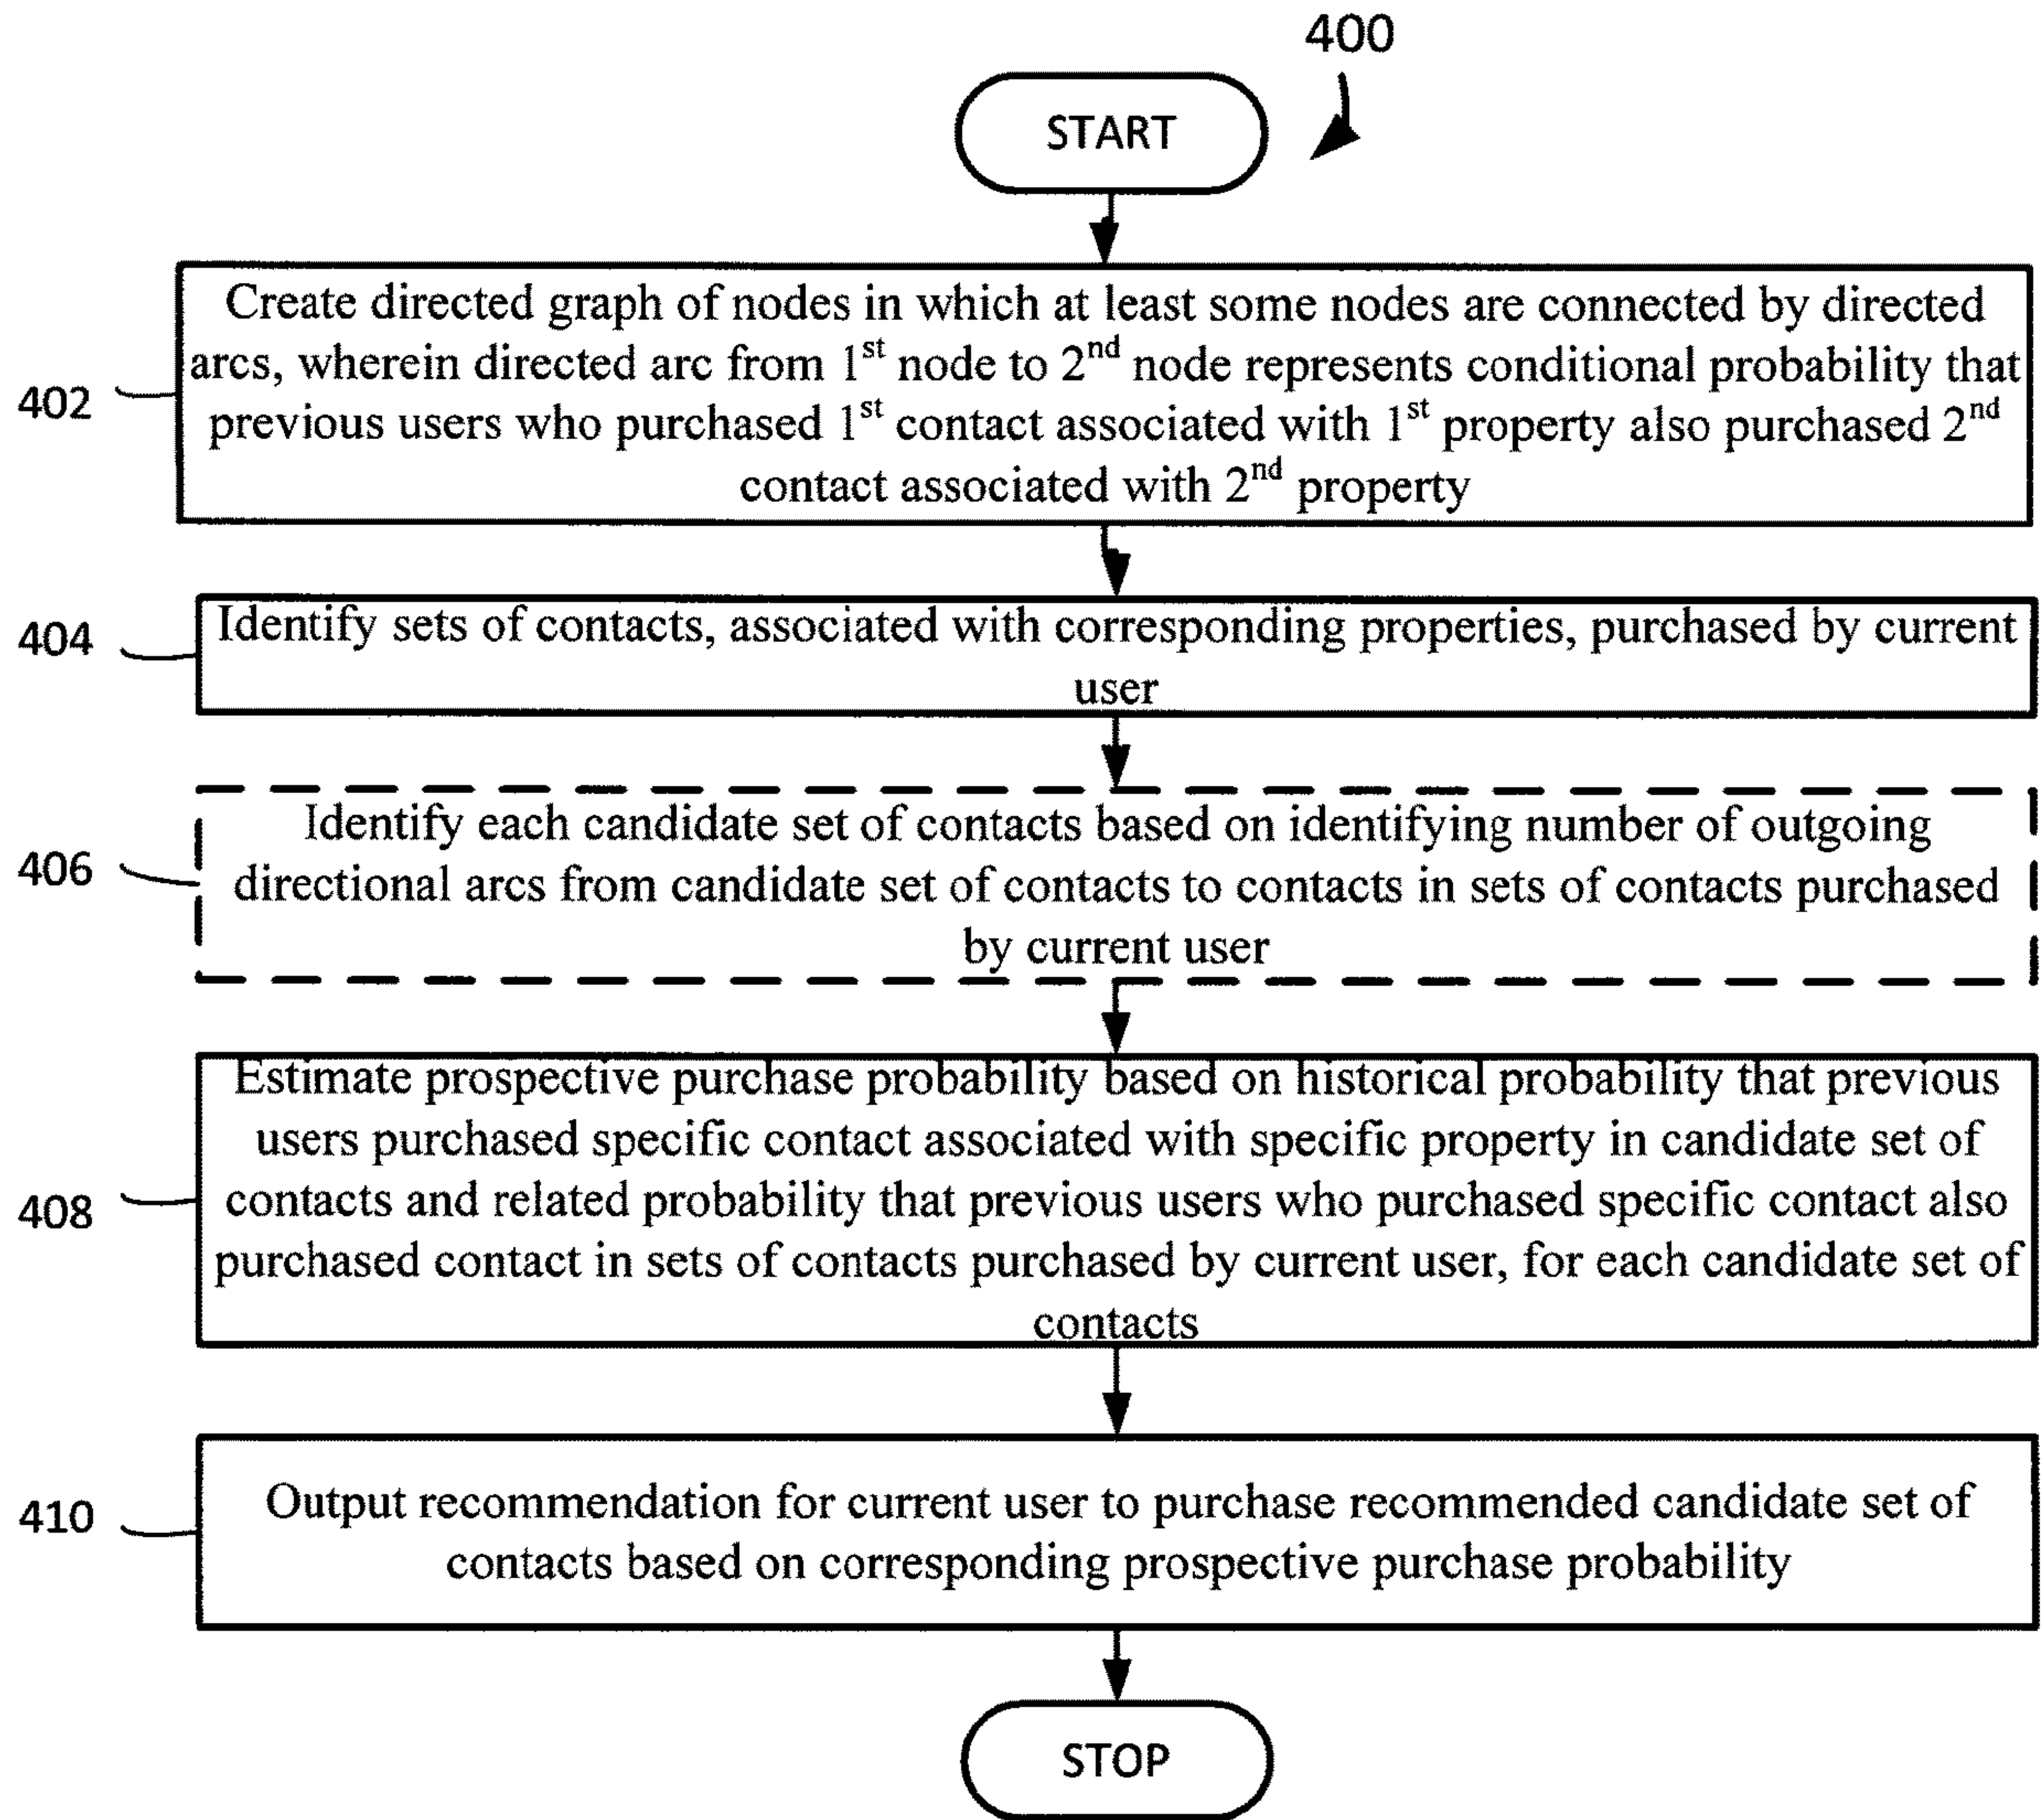 400
START
Create directed graph of nodes in which at least some nodes are connected by directed
arcs, wherein directed arc from 1st node to 2nd node represents conditional probability that
previous users who purchased 1st contact associated with 1st property also purchased 2nd
contact associated with 2nd property
402
Identify sets of contacts, associated with corresponding properties, purchased by current
user
404
Identify each candidate set of contacts based on identifying number of outgoing
directional arcs from candidate set of contacts to contacts in sets of contacts purchased
by current user
406
Estimate prospective purchase probability based on historical probability that previous
users purchased specific contact associated with specific property in candidate set of
contacts and related probability that previous users who purchased specific contact also
purchased contact in sets of contacts purchased by current user, for each candidate set of
contacts
408
Output recommendation for current user to purchase recommended candidate set of
contacts based on corresponding prospective purchase probability
410
STOP